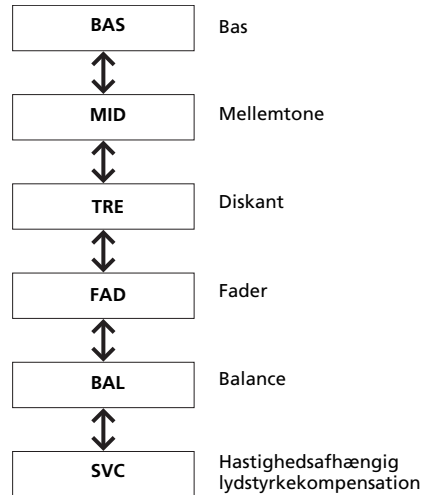 BAS
Bas
MID
Mellemtone
TRE
Diskant
FAD
Fader
BAL
Balance
SVC
Hastighedsafhængig
lydstyrkekompensation